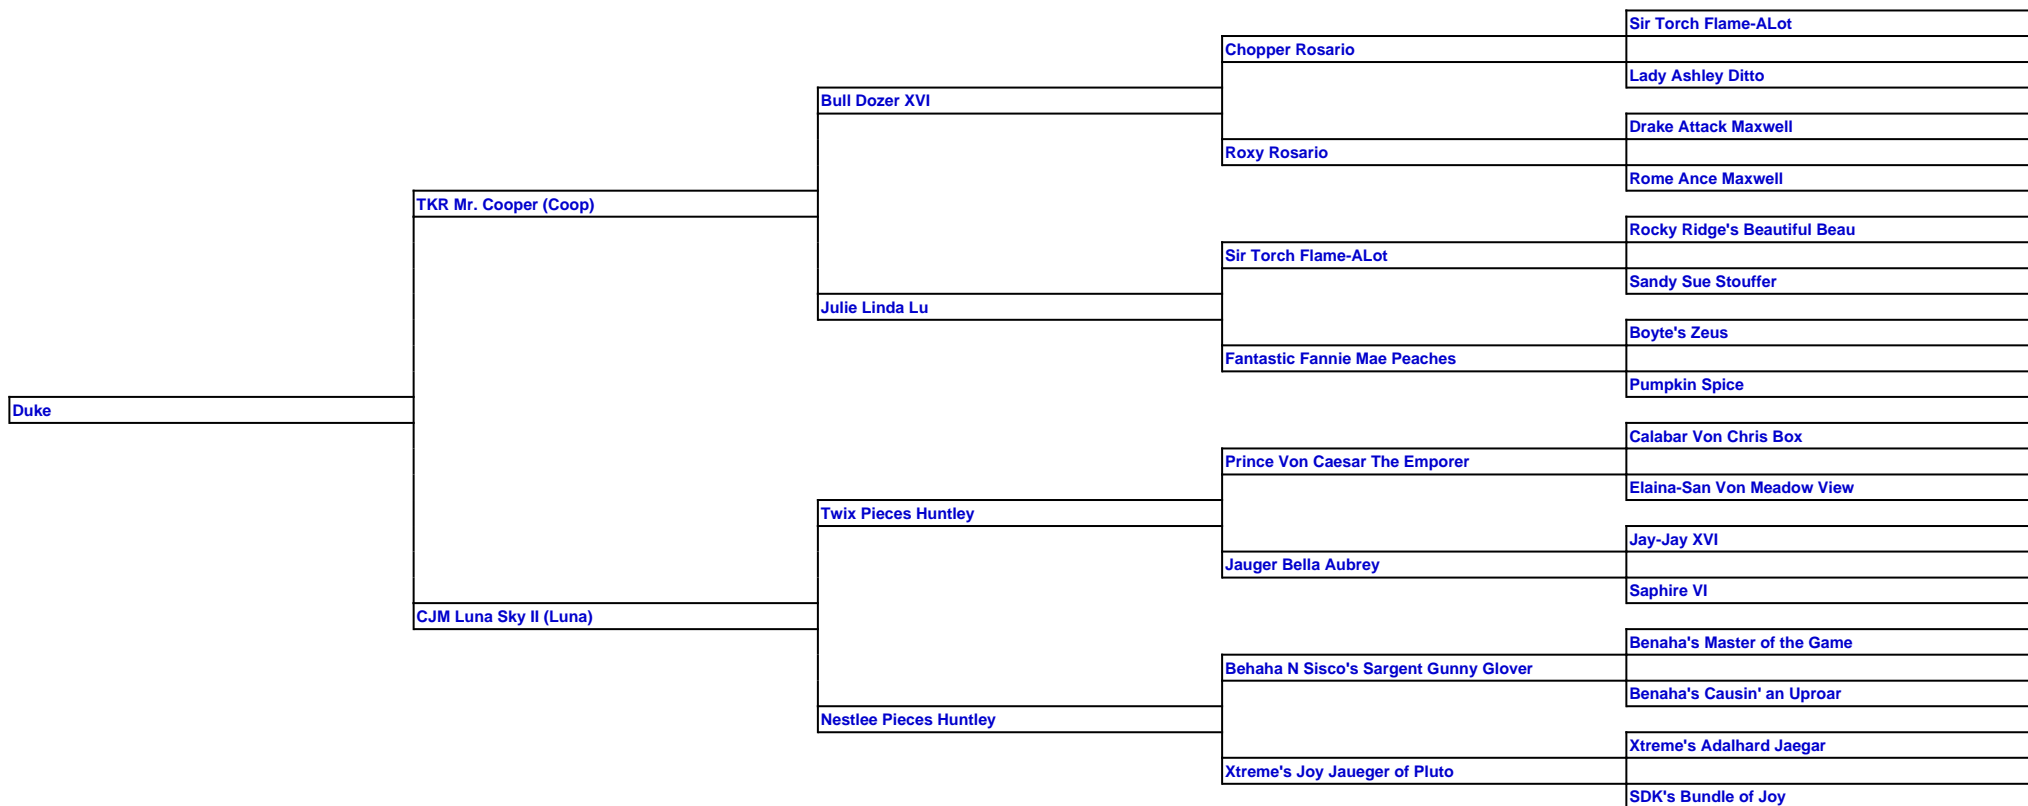 Sir Torch Flame-ALot
Chopper Rosario
Lady Ashley Ditto
Bull Dozer XVI
Drake Attack Maxwell
Roxy Rosario
Rome Ance Maxwell
TKR Mr. Cooper (Coop)
Rocky Ridge's Beautiful Beau
Sir Torch Flame-ALot
Sandy Sue Stouffer
Julie Linda Lu
Boyte's Zeus
Fantastic Fannie Mae Peaches
Pumpkin Spice
Duke
Calabar Von Chris Box
Prince Von Caesar The Emporer
Elaina-San Von Meadow View
Twix Pieces Huntley
Jay-Jay XVI
Jauger Bella Aubrey
Saphire VI
CJM Luna Sky II (Luna)
Benaha's Master of the Game
Behaha N Sisco's Sargent Gunny Glover
Benaha's Causin' an Uproar
Nestlee Pieces Huntley
Xtreme's Adalhard Jaegar
Xtreme's Joy Jaueger of Pluto
SDK's Bundle of Joy